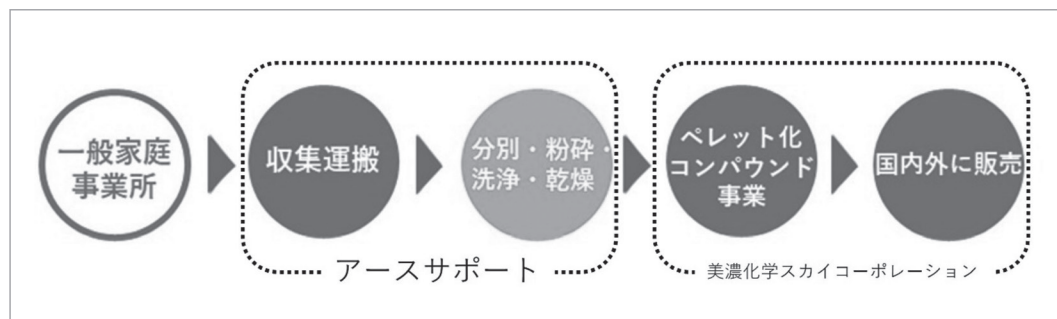 一般家庭
事業所
収集運搬
分別・粉砕・
洗浄・乾燥
ペレット化
コンパウンド
事業
国内外に販売
アースサポート
美濃化学スカイコーポレーション